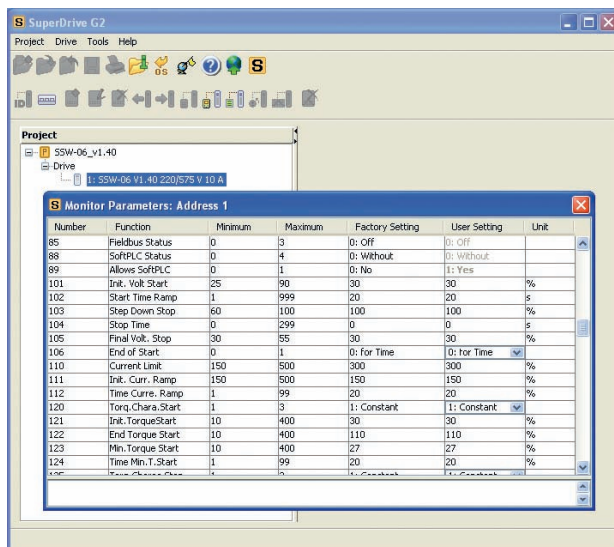 S SuperDrive G2
Project Drive Tools Help
OS ? S
ID
Project
P SSW-06_v1.40
Drive
1: SSW-06 V1.40 220/575 V 10 A
S Monitor Parameters: Address 1
Number Function Minimum Maximum Factory Setting User Setting Unit
85 Fieldbus Status 0 3 0: Off 0: Off
88 SoftPLC Status 0 4 0: Without 0: Without
89 Allows SoftPLC 0 1 0: No 1: Yes
101 Init. Volt Start 25 90 30 30 %
102 Start Time Ramp 1 999 20 20 s
103 Step Down Stop 60 100 100 100 %
104 Stop Time 0 299 0 0 s
105 Final Volt. Stop 30 55 30 30 %
106 End of Start 0 1 0: for Time 0: for Time
110 Current Limit 150 500 300 300 %
111 Init. Curr. Ramp 150 500 150 150 %
112 Time Curre. Ramp 1 99 20 20 %
120 Torq.Chara.Start 1 3 1: Constant 1: Constant
121 Init.TorqueStart 10 400 30 30 %
122 End Torque Start 10 400 110 110 %
123 Min.Torque Start 10 400 27 27 %
124 Time Min.T.Start 1 99 20 20 %